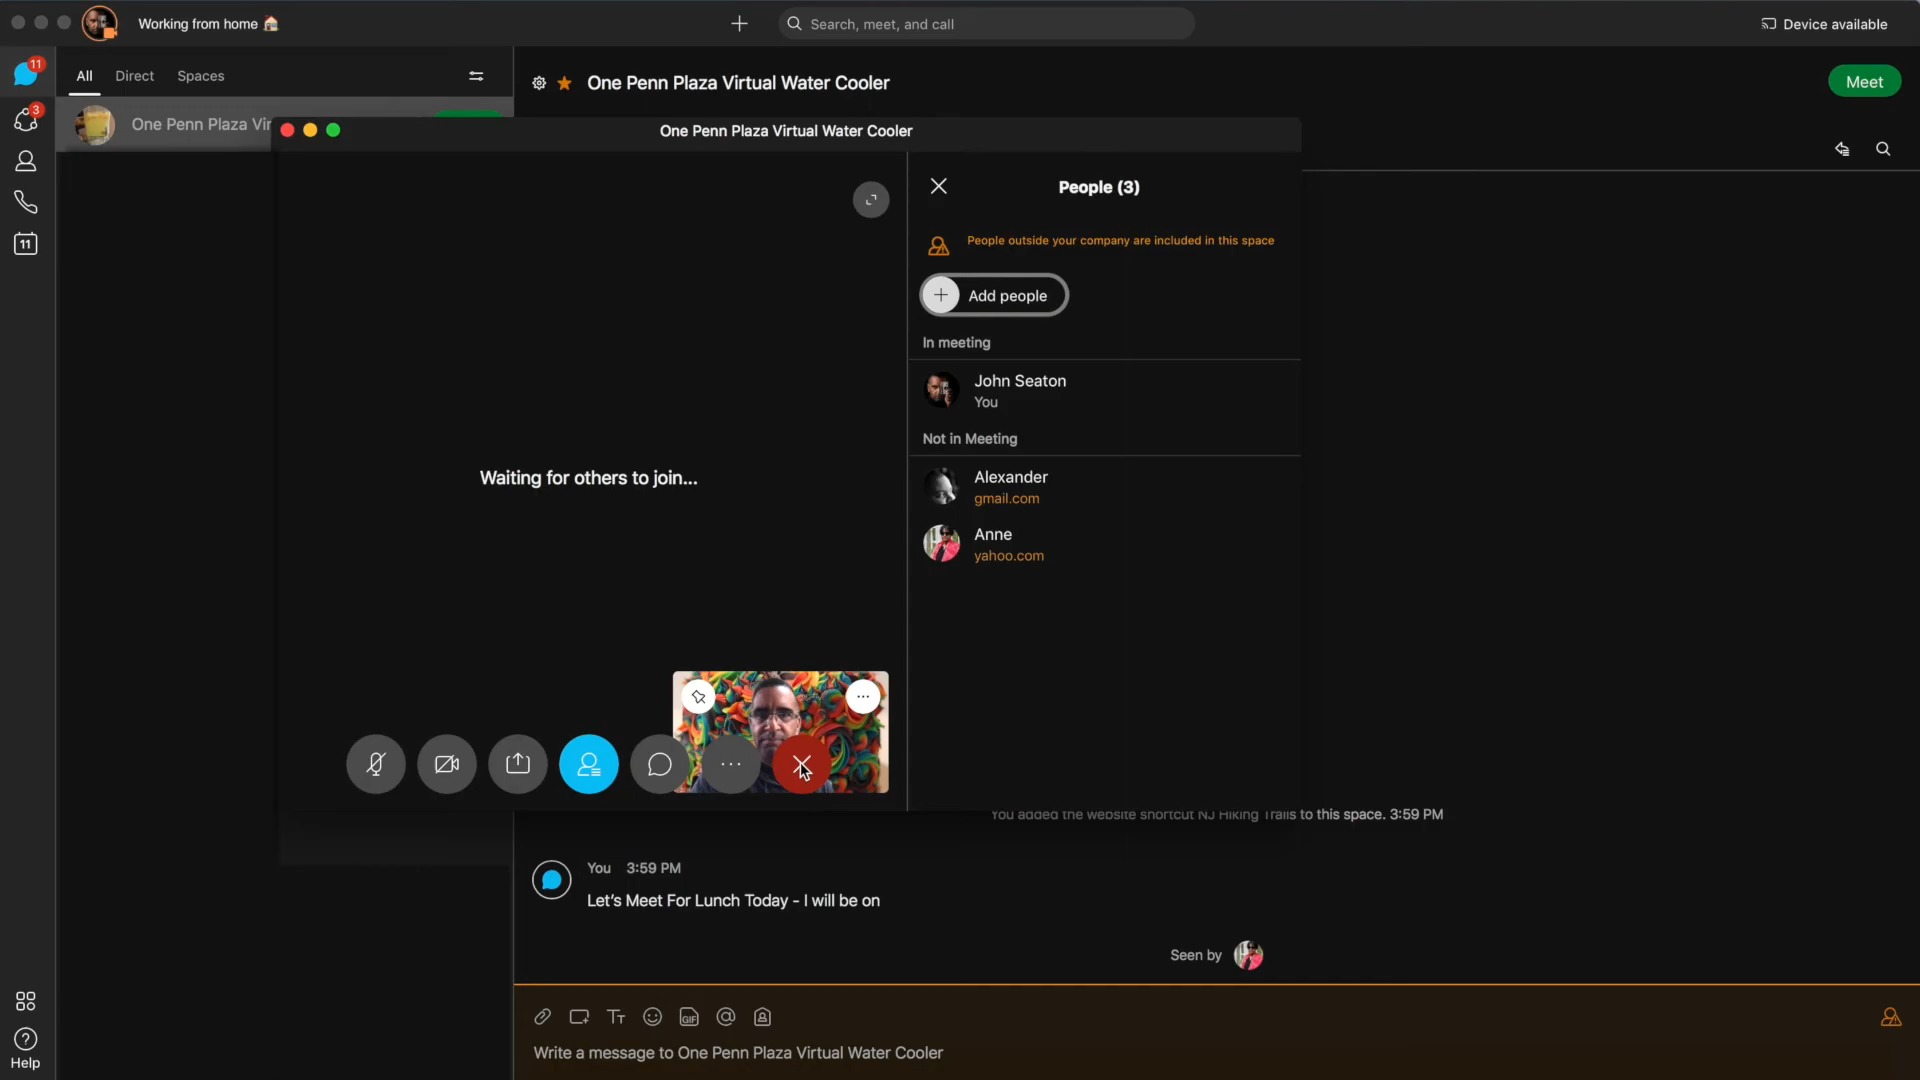 Working from home
Search, meet, and call
Device available
11
All
Direct
Spaces
One Penn Plaza Virtual Water Cooler
Meet
3
One Penn Plaza Vir
One Penn Plaza Virtual Water Cooler
11
People (3)
People outside your company are included in this space
Add people
In meeting
John Seaton
You
Not in Meeting
Alexander
gmail.com
Anne
yahoo.com
Waiting for others to join...
You added the website shortcut NJ Hiking Trails to this space. 3:59 PM
You 3:59 PM
Let's Meet For Lunch Today - I will be on
Seen by
GIF
Write a message to One Penn Plaza Virtual Water Cooler
Help